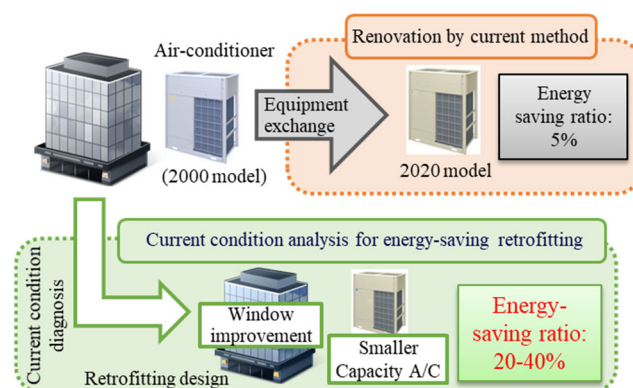 Renovation by current method
Air-conditioner
(2000 model)
Equipment
exchange
2020 model
Energy
saving ratio:
5%
Current condition analysis for energy-saving retrofitting
Current condition
diagnosis
Window
improvement
Smaller
Capacity A/C
Energy-
saving ratio:
20-40%
Retrofitting design